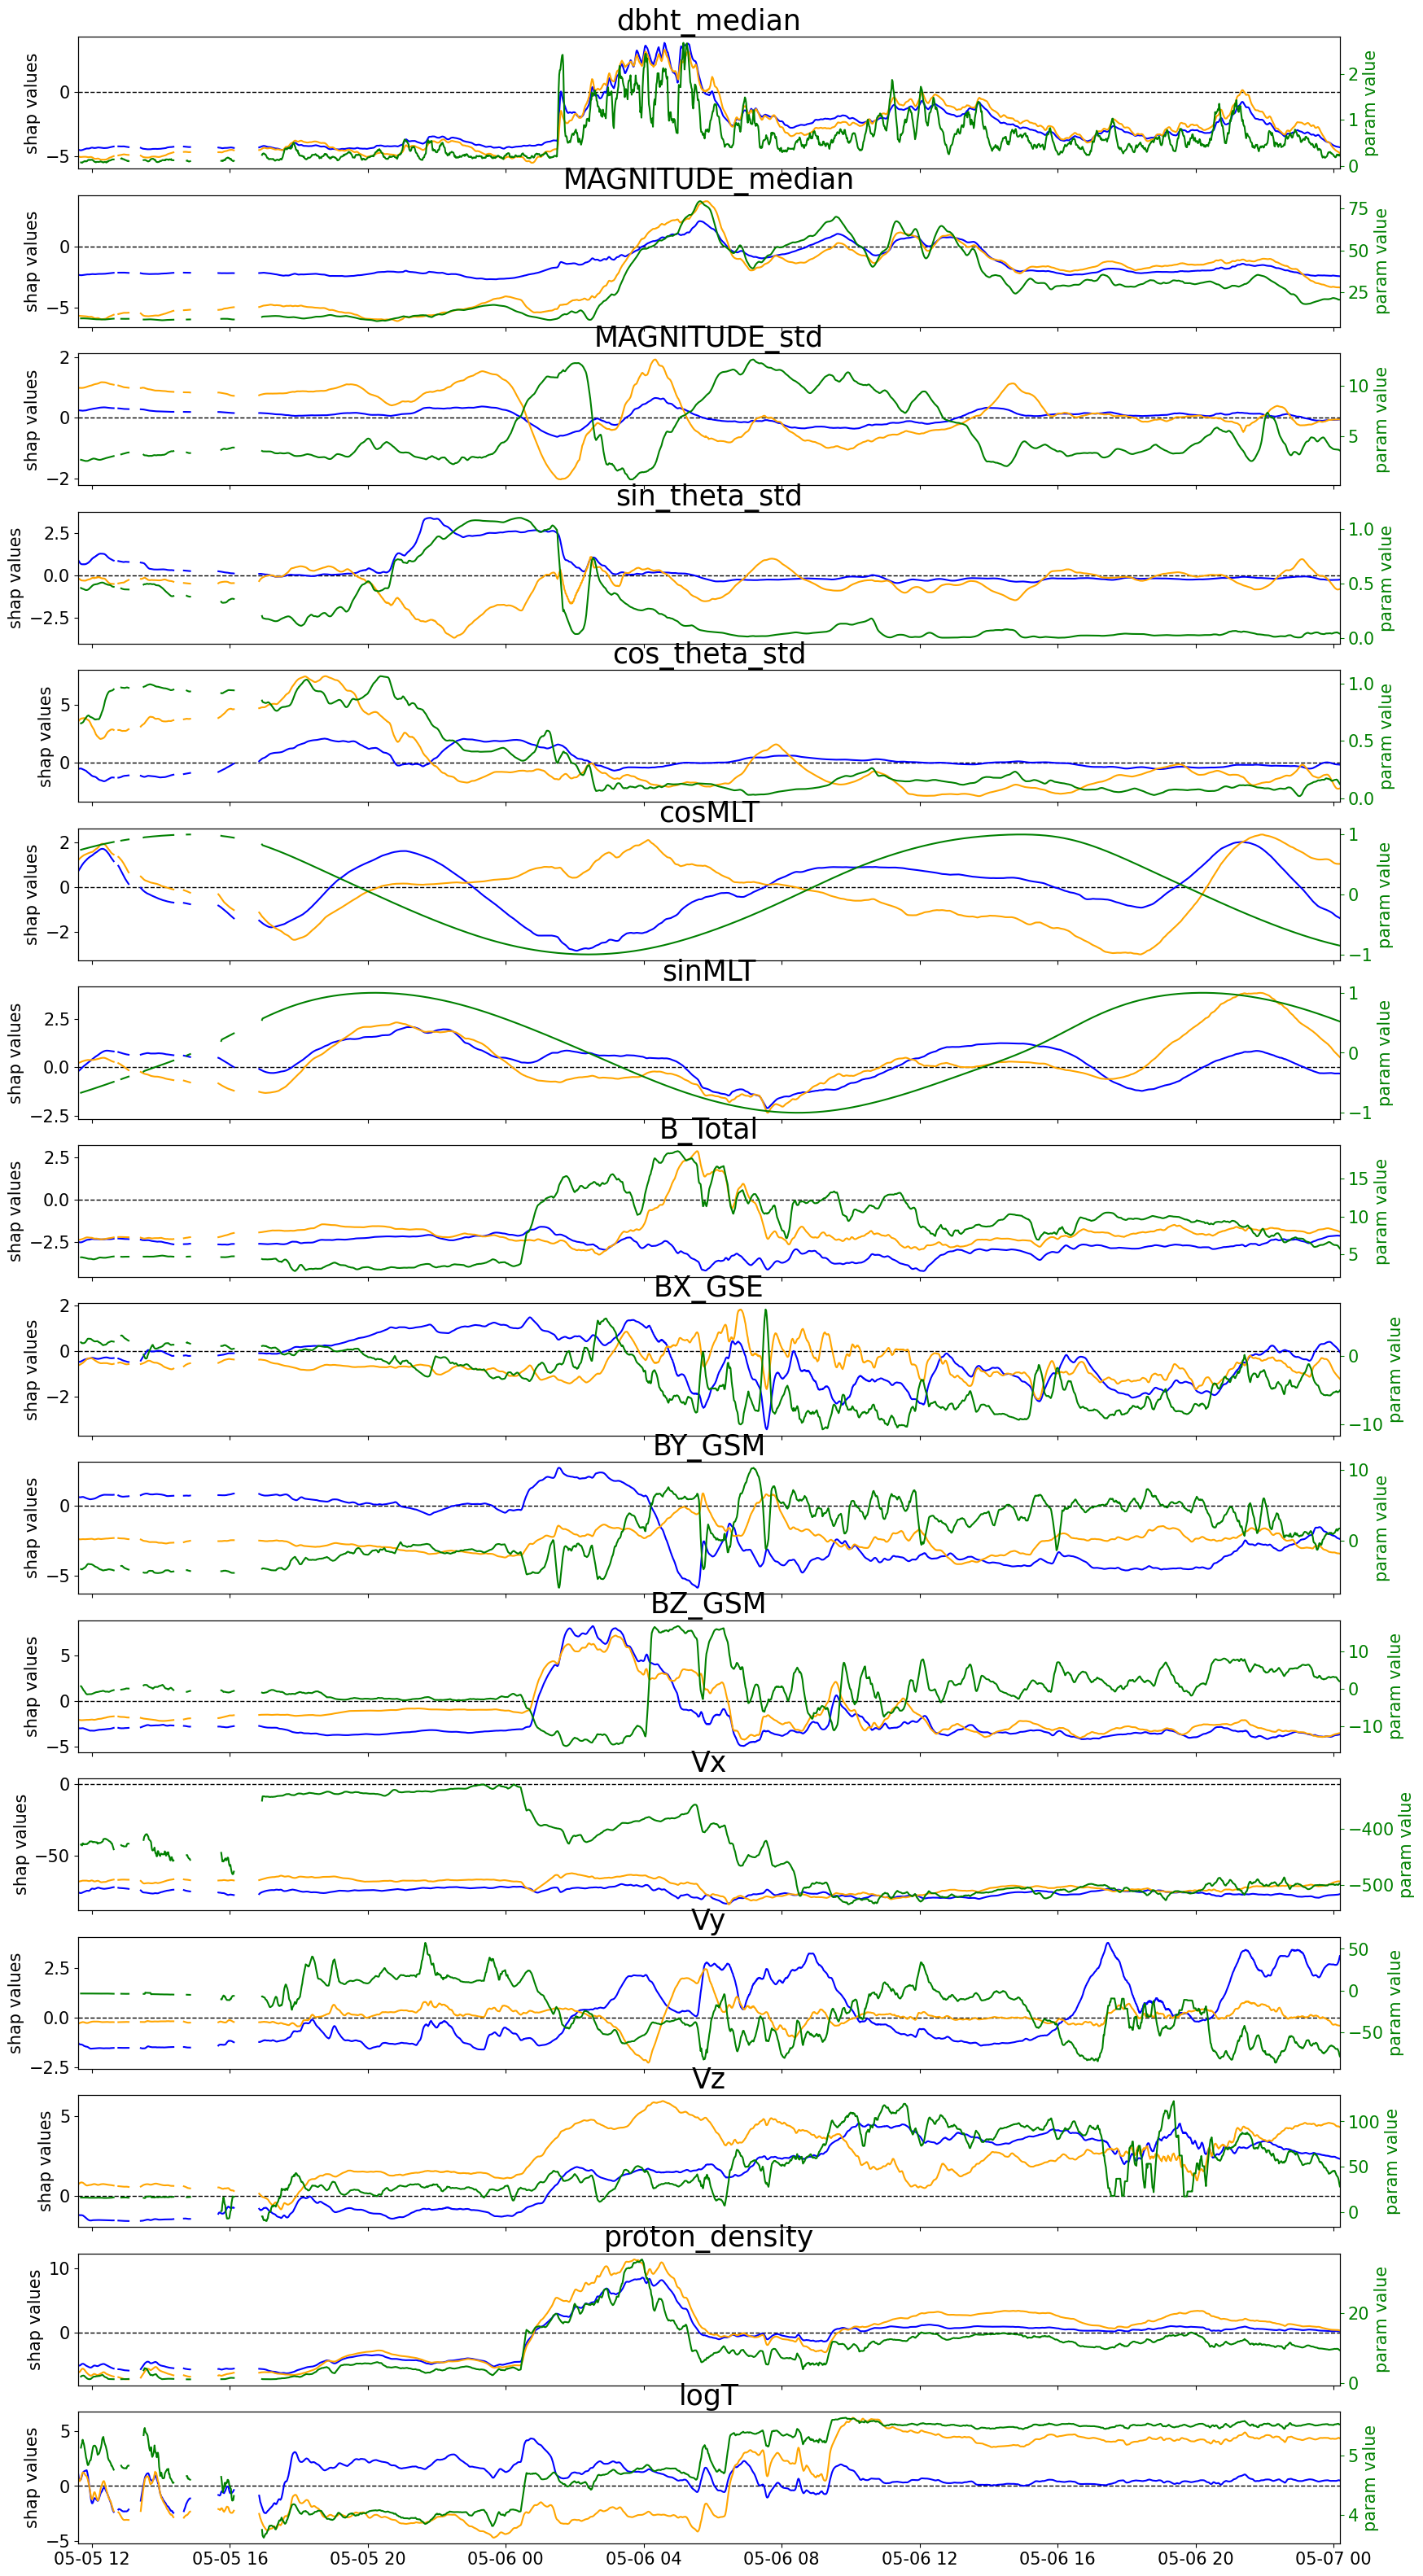 dbht_median
shap values
0
−5
2
1
0
param value
MAGNITUDE_median
shap values
0
−5
75
50
25
param value
MAGNITUDE_std
shap values
2
0
−2
10
5
param value
sin_theta_std
shap values
2.5
0.0
−2.5
1.0
0.5
0.0
param value
cos_theta_std
shap values
5
0
1.0
0.5
0.0
param value
cosMLT
shap values
2
0
−2
1
0
−1
param value
sinMLT
shap values
2.5
0.0
−2.5
1
0
−1
param value
B_Total
shap values
2.5
0.0
−2.5
15
10
5
param value
BX_GSE
shap values
2
0
−2
0
−10
param value
BY_GSM
shap values
0
−5
10
0
param value
BZ_GSM
shap values
5
0
−5
10
0
−10
param value
Vx
shap values
0
−50
−400
−500
param value
Vy
shap values
2.5
0.0
−2.5
50
0
−50
param value
Vz
shap values
5
0
100
50
0
param value
proton_density
shap values
10
0
20
0
param value
logT
shap values
5
0
−5
5
4
param value
05-05 12
05-05 16
05-05 20
05-06 00
05-06 04
05-06 08
05-06 12
05-06 16
05-06 20
05-07 00